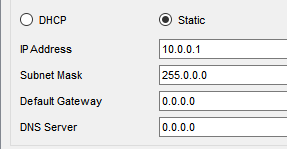 DHCP Static
IP Address 10.0.0.1
Subnet Mask 255.0.0.0
Default Gateway 0.0.0.0
DNS Server 0.0.0.0